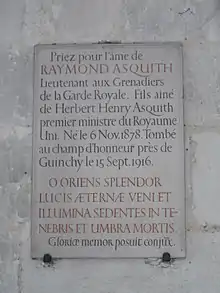 Priez pour l'âme de
RAYMOND ASQUITH
Lieutenant aux Grenadiers
de la Garde Royale. Fils aîné
de Herbert Henry Asquith
premier ministre du Royaume
Uni. Né le 6 Nov. 1878. Tombé
au champ d'honneur près de
Guinchy le 15 Sept. 1916.
O ORIENS SPLENDOR
LUCIS ÆTERNÆ VENI ET
ILLUMINA SEDENTES IN TE-
NEBRIS ET UMBRA MORTIS.
Gloriæ memor posuit conjux.